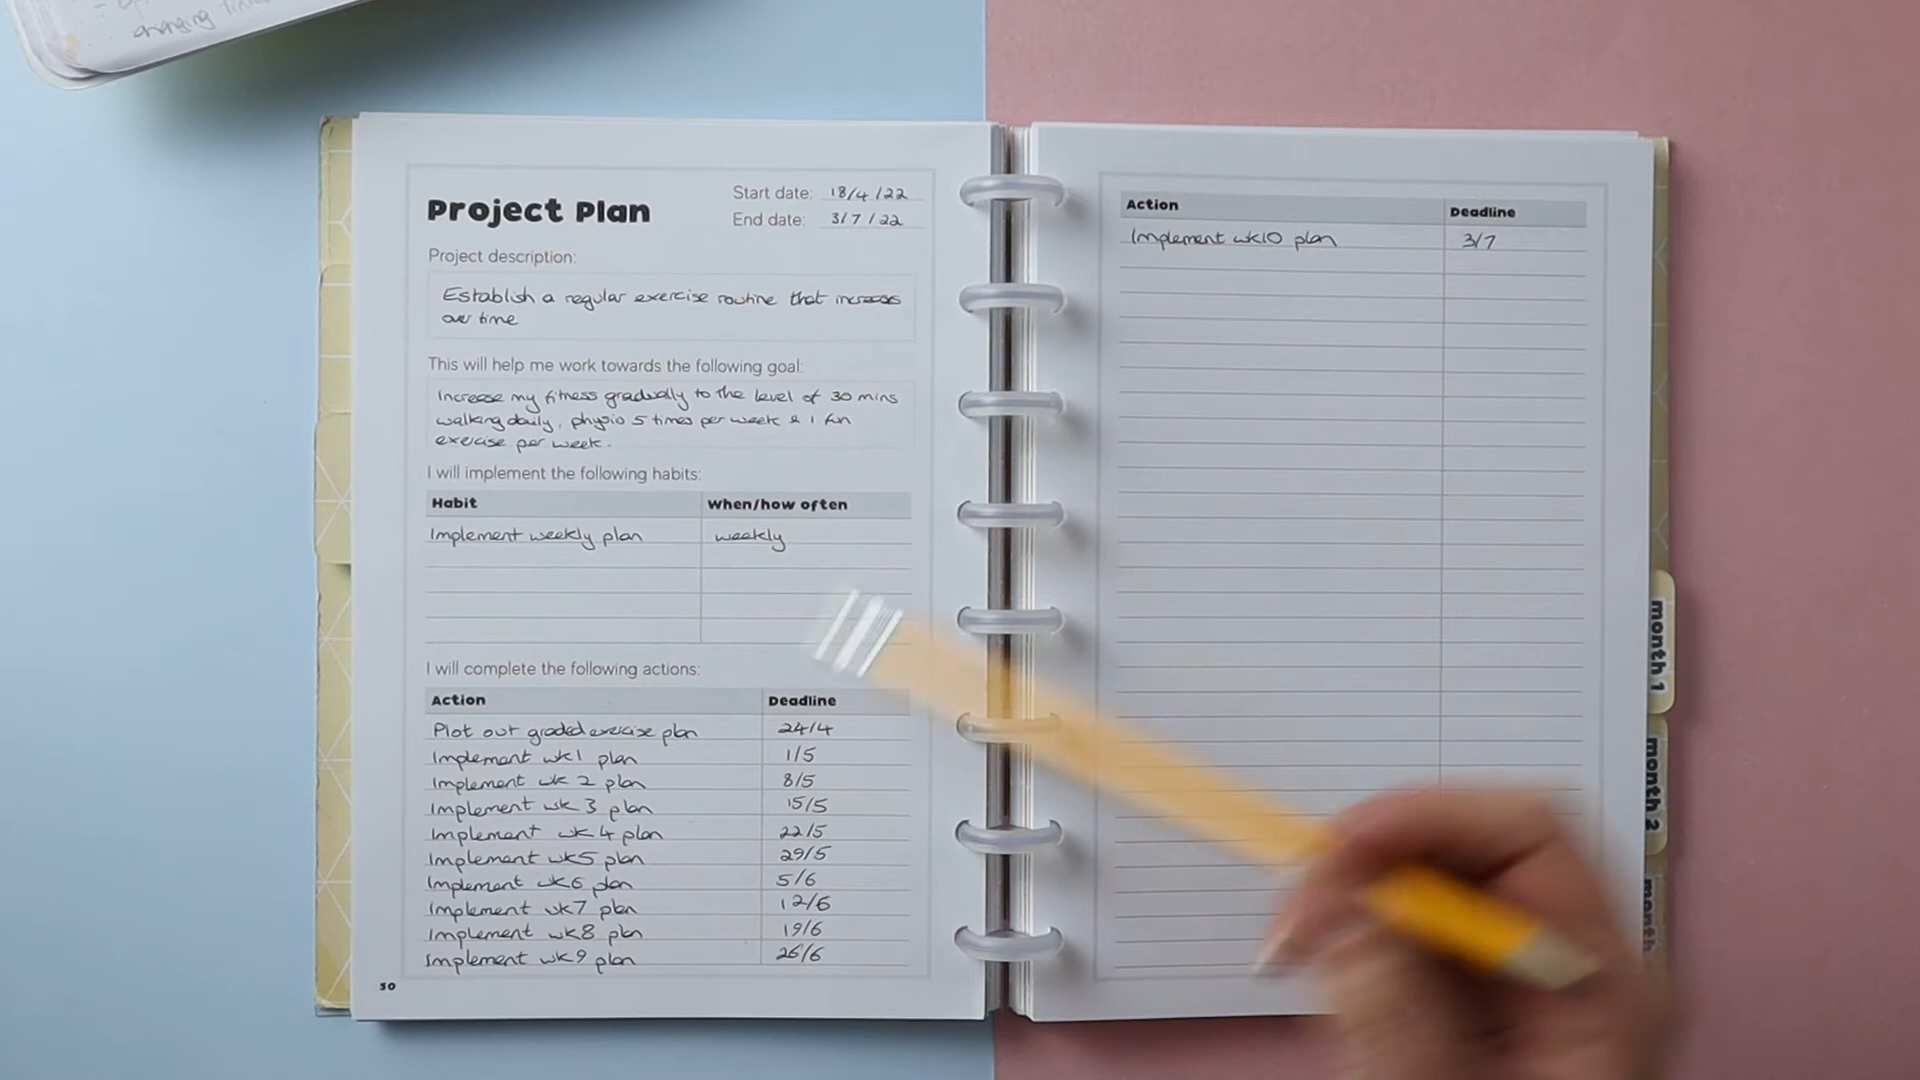 changing
Project Plan
Start date: 18/4/22
End date: 3/7/22
Project description:
Establish a regular exercise routine that increases
over time
This will help me work towards the following goal:
Increase my fitness gradually to the level of 30 mins
walking daily, physio 5 times per week & 1 fun
exercise per week.
I will implement the following habits:
Habit When/how often
Implement weekly plan weekly
I will complete the following actions:
Action Deadline
Plot out graded exercise plan 24/4
Implement wk1 plan 1/5
Implement wk 2 plan 8/5
Implement wk 3 plan 15/5
Implement wk 4 plan 22/5
Implement wk5 plan 29/5
Implement wk6 plan 5/6
Implement wk7 plan 12/6
Implement wk8 plan 19/6
Implement wk9 plan 26/6
30
Action Deadline
Implement wk10 plan 3/7
month 1
month 2
month